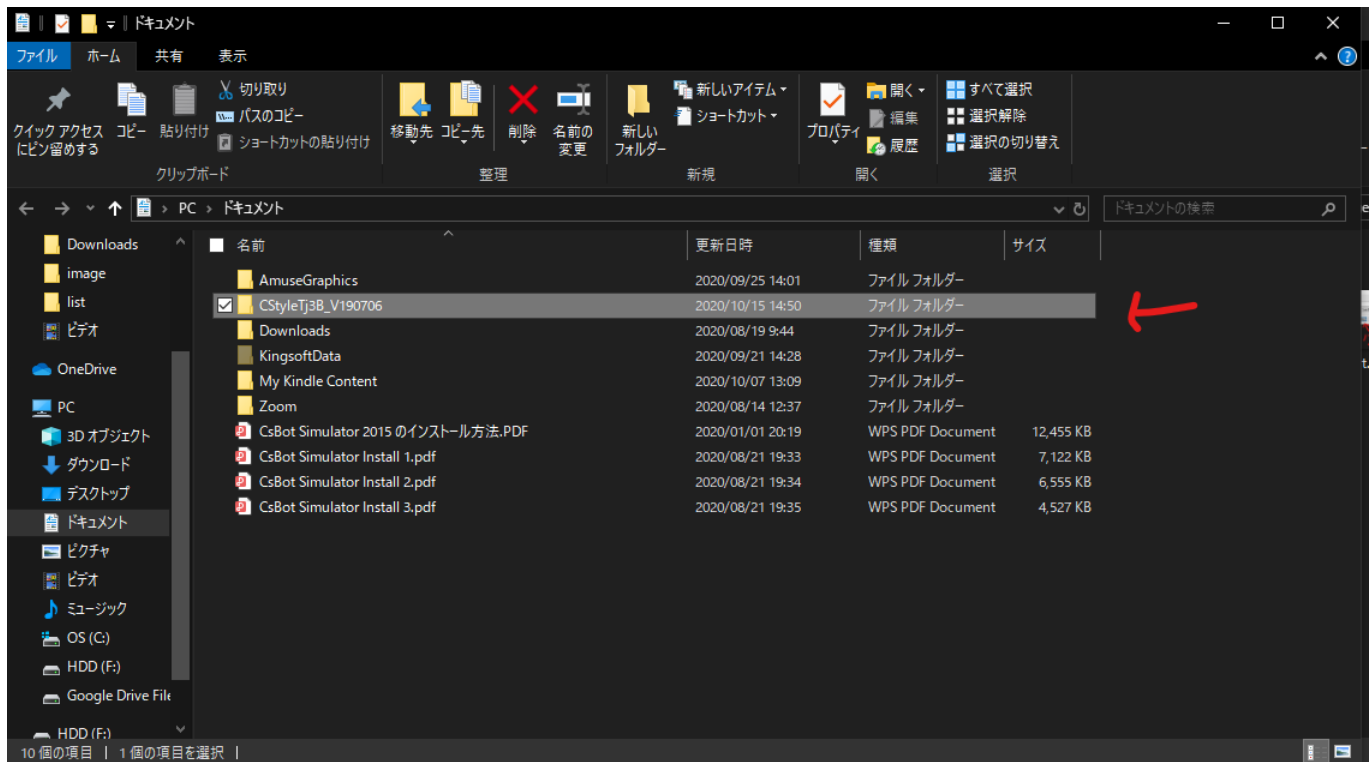 ドキュメント
ファイル ホーム 共有 表示
クイック アクセスにピン留めする コピー 貼り付け 切り取り パスのコピー ショートカットの貼り付け
クリップボード
移動先 コピー先 削除 名前の変更
整理
新しいフォルダー 新しいアイテム ショートカット
新規
プロパティ 開く 編集 履歴
開く
すべて選択 選択解除 選択の切り替え
選択
PC › ドキュメント
ドキュメントの検索
Downloads
image
list
ビデオ
OneDrive
PC
3D オブジェクト
ダウンロード
デスクトップ
ドキュメント
ピクチャ
ビデオ
ミュージック
OS (C:)
HDD (F:)
Google Drive File
HDD (F:)
名前 更新日時 種類 サイズ
AmuseGraphics 2020/09/25 14:01 ファイル フォルダー
CStyleTj3B_V190706 2020/10/15 14:50 ファイル フォルダー
Downloads 2020/08/19 9:44 ファイル フォルダー
KingsoftData 2020/09/21 14:28 ファイル フォルダー
My Kindle Content 2020/10/07 13:09 ファイル フォルダー
Zoom 2020/08/14 12:37 ファイル フォルダー
CsBot Simulator 2015 のインストール方法.PDF 2020/01/01 20:19 WPS PDF Document 12,455 KB
CsBot Simulator Install 1.pdf 2020/08/21 19:33 WPS PDF Document 7,122 KB
CsBot Simulator Install 2.pdf 2020/08/21 19:34 WPS PDF Document 6,555 KB
CsBot Simulator Install 3.pdf 2020/08/21 19:35 WPS PDF Document 4,527 KB
10 個の項目 | 1 個の項目を選択 |